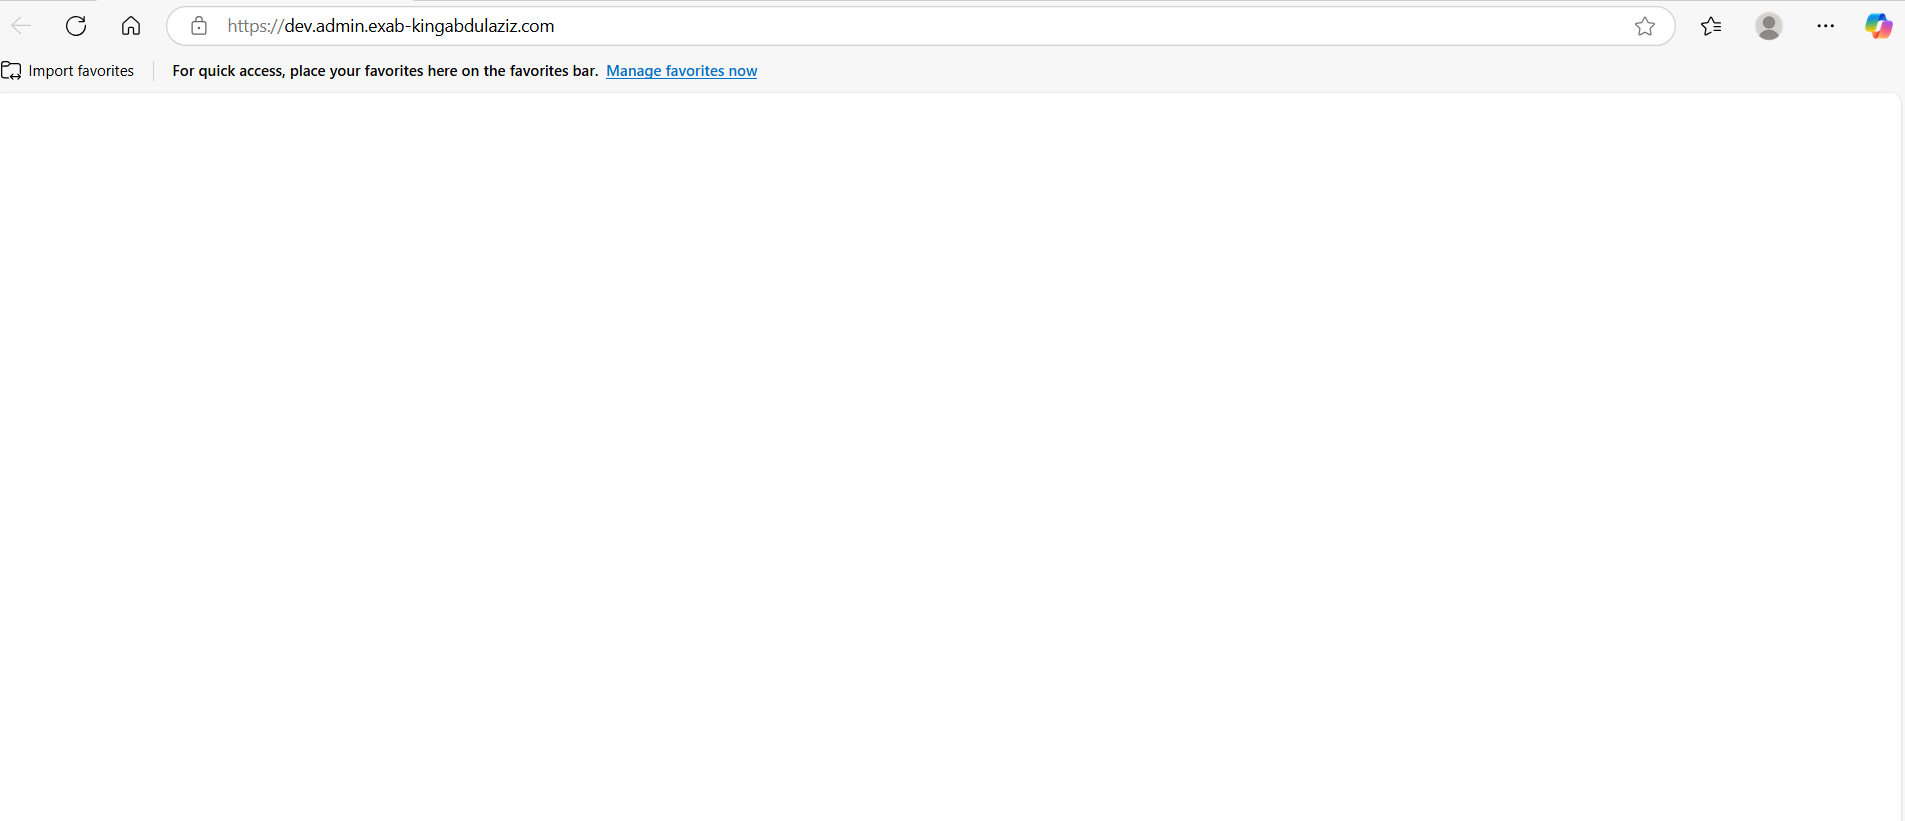 https://dev.admin.exab-kingabdulaziz.com
Import favorites For quick access, place your favorites here on the favorites bar. Manage favorites now